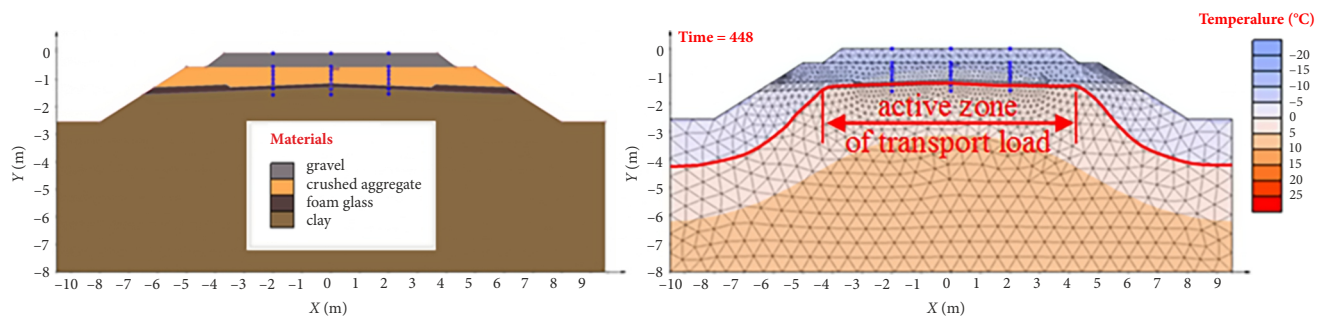 0
−1
−2
−3
−4
−5
−6
−7
−8
Y (m)
Materials
gravel
crushed aggregate
foam glass
clay
−10 −8 −7 −6 −5 −4 −3 −2 −1 0 1 2 3 4 5 6 7 8 9
X (m)
Time = 448
0
−1
−2
−3
−4
−5
−6
−7
−8
Y (m)
active zone
of transport load
−10 −8 −7 −6 −5 −4 −3 −2 −1 0 1 2 3 4 5 6 7 8 9
X (m)
Temperalure (°C)
−20
−15
−10
−5
0
5
10
15
20
25